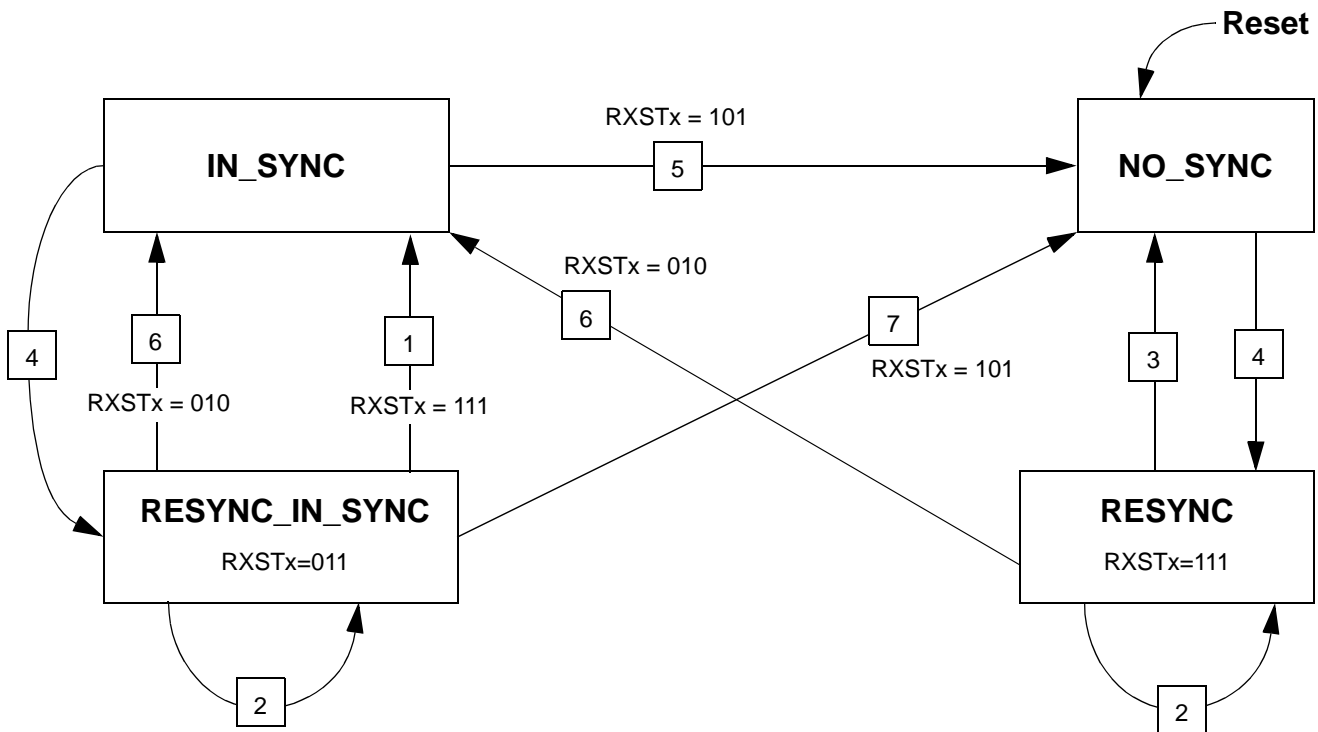 Reset
RXSTx = 101
IN_SYNC
5
NO_SYNC
RXSTx = 010
6
7
RXSTx = 101
4
6
1
3
4
RXSTx = 010
RXSTx = 111
RESYNC_IN_SYNC
RXSTx=011
RESYNC
RXSTx=111
2
2